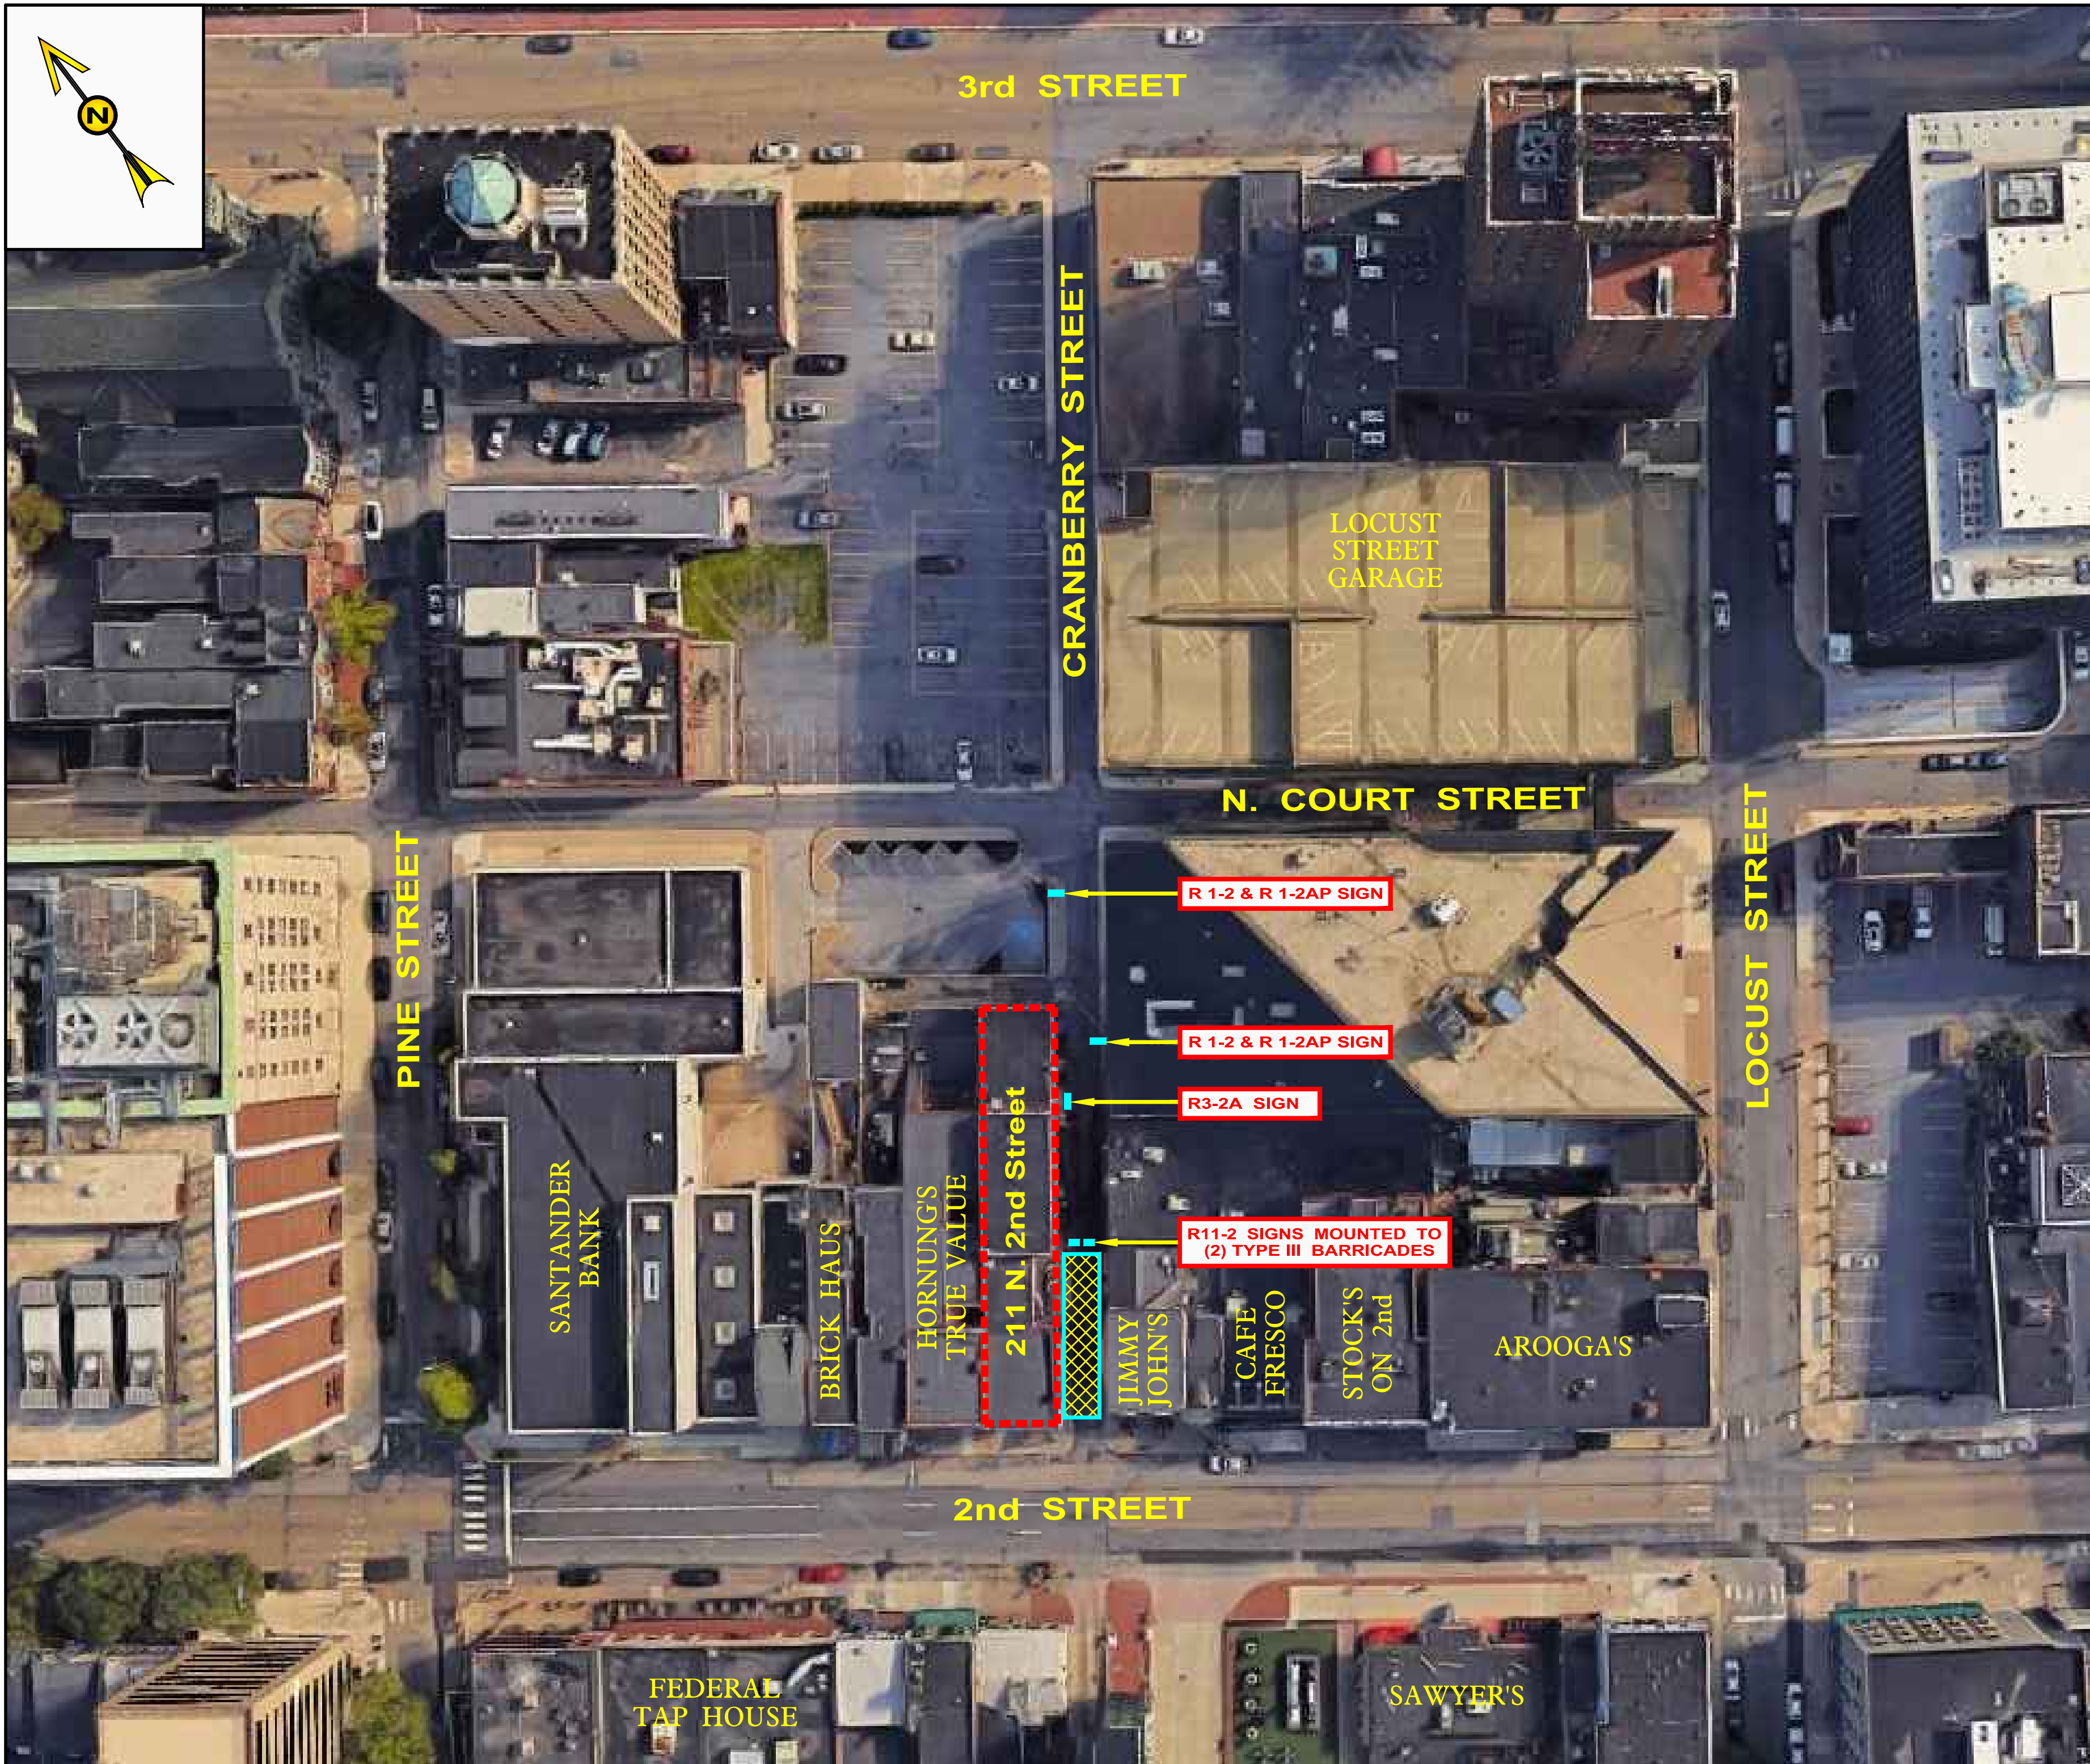 N
3rd STREET
CRANBERRY STREET
LOCUST
STREET
GARAGE
N. COURT STREET
PINE STREET
LOCUST STREET
R 1-2 & R 1-2AP SIGN
R 1-2 & R 1-2AP SIGN
R3-2A SIGN
R11-2 SIGNS MOUNTED TO
(2) TYPE III BARRICADES
SANTANDER
BANK
BRICK HAUS
HORNUNG'S
TRUE VALUE
211 N. 2nd Street
JIMMY
JOHN'S
CAFE
FRESCO
STOCK'S
ON 2nd
AROOGA'S
2nd STREET
FEDERAL
TAP HOUSE
SAWYER'S